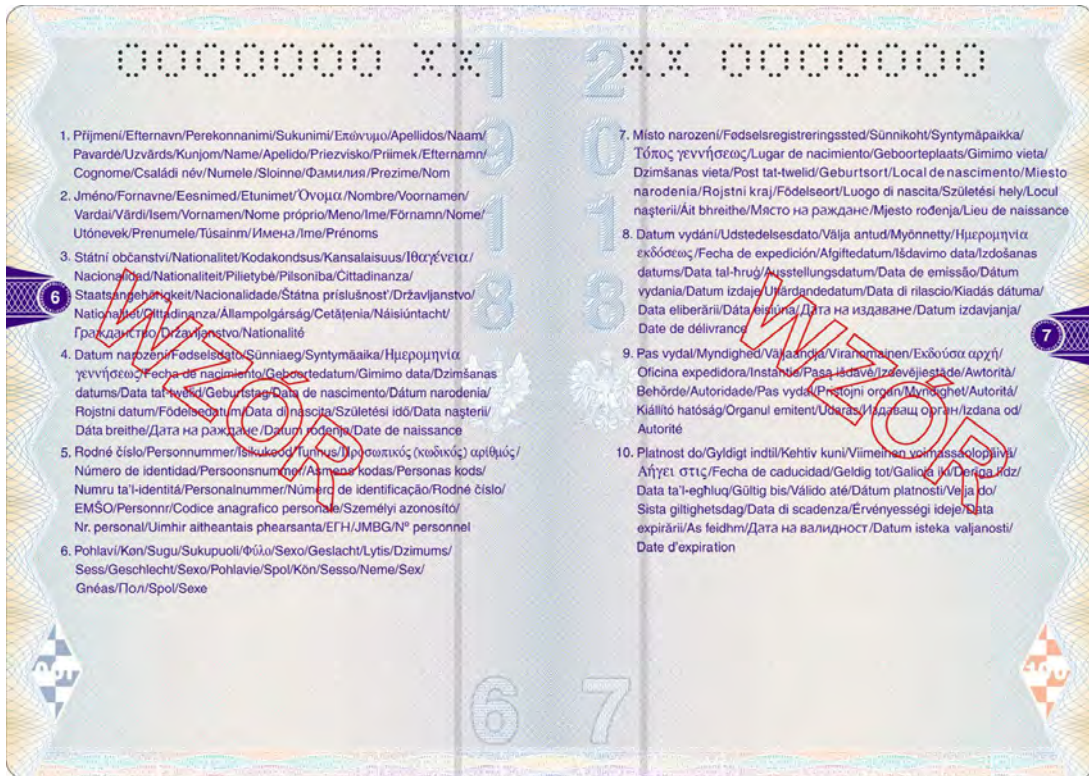 0000000 XX
XX 0000000
1918
2018
1. Příjmení/Efternavn/Perekonnanimi/Sukunimi/Επώνυμο/Apellidos/Naam/
Pavardė/Uzvārds/Kunjom/Name/Apelido/Priezvisko/Priimek/Efternamn/
Cognome/Családi név/Numele/Sloinne/Фамилия/Prezime/Nom
2. Jméno/Fornavne/Eesnimed/Etunimet/Όνομα/Nombre/Voornamen/
Vardai/Vārdi/Isem/Vornamen/Nome próprio/Meno/Ime/Förnamn/Nome/
Utónevek/Prenumele/Túsainm/Имена/Ime/Prénoms
3. Státní občanství/Nationalitet/Kodakondsus/Kansalaisuus/Ιθαγένεια/
Nacionalidad/Nationaliteit/Pilietybė/Pilsonība/Cittadinanza/
Staatsangehörigkeit/Nacionalidade/Štátna príslušnosť/Državljanstvo/
Nationalitet/Cittadinanza/Állampolgárság/Cetăţenia/Náisiúntacht/
Гражданство/Državljanstvo/Nationalité
4. Datum narození/Fødselsdato/Sünniaeg/Syntymäaika/Ημερομηνία
γεννήσεως/Fecha de nacimiento/Geboortedatum/Gimimo data/Dzimšanas
datums/Data tat-twelid/Geburtstag/Data de nascimento/Dátum narodenia/
Rojstni datum/Födelsedatum/Data di nascita/Születési idő/Data naşterii/
Dáta breithe/Дата на раждане/Datum rođenja/Date de naissance
5. Rodné číslo/Personnummer/Isikukood/Tunnus/Προσωπικός (κωδικός) αρίθμός/
Número de identidad/Persoonsnummer/Asmens kodas/Personas kods/
Numru ta'l-identità/Personalnummer/Número de identificação/Rodné číslo/
EMŠO/Personnr/Codice anagrafico personale/Személyi azonosító/
Nr. personal/Uimhir aitheantais phearsanta/ЕГН/JMBG/Nº personnel
6. Pohlaví/Køn/Sugu/Sukupuoli/Φύλο/Sexo/Geslacht/Lytis/Dzimums/
Sess/Geschlecht/Sexo/Pohlavie/Spol/Kön/Sesso/Neme/Sex/
Gnéas/Пол/Spol/Sexe
6
WZÓR
6
7. Místo narození/Fødselsregistreringssted/Sünnikoht/Syntymäpaikka/
Τόπος γεννήσεως/Lugar de nacimiento/Geboorteplaats/Gimimo vieta/
Dzimšanas vieta/Post tat-twelid/Geburtsort/Local de nascimento/Miesto
narodenia/Rojstni kraj/Födelseort/Luogo di nascita/Születési hely/Locul
naşterii/Áit bhreithe/Място на раждане/Mjesto rođenja/Lieu de naissance
8. Datum vydání/Udstedelsesdato/Välja antud/Myönnetty/Ημερομηνία
εκδόσεως/Fecha de expedición/Afgiftedatum/Išdavimo data/Izdošanas
datums/Data tal-ħruġ/Ausstellungsdatum/Data de emissão/Dátum
vydania/Datum izdaje/Utfärdandedatum/Data di rilascio/Kiadás dátuma/
Data eliberării/Dáta eisiúna/Дата на издаване/Datum izdavjanja/
Date de délivrance
9. Pas vydal/Myndighed/Väljaandja/Viranomainen/Εκδούσα αρχή/
Oficina expedidora/Instantie/Pasą išdavė/Izdevējiestāde/Awtorità/
Behörde/Autoridade/Pas vydal/Pristojni organ/Myndighet/Autorità/
Kiállító hatóság/Organul emitent/Údarás/Издаващ орган/Izdana od/
Autorité
10. Platnost do/Gyldigt indtil/Kehtiv kuni/Viimeinen voimassaolopäivä/
Λήγει στις/Fecha de caducidad/Geldig tot/Galioja iki/Derīga līdz/
Data ta'l-egħluq/Gültig bis/Válido até/Dátum platnosti/Velja do/
Sista giltighetsdag/Data di scadenza/Érvényességi ideje/Data
expirării/As feidhm/Дата на валидност/Datum isteka valjanosti/
Date d'expiration
7
WZÓR
7